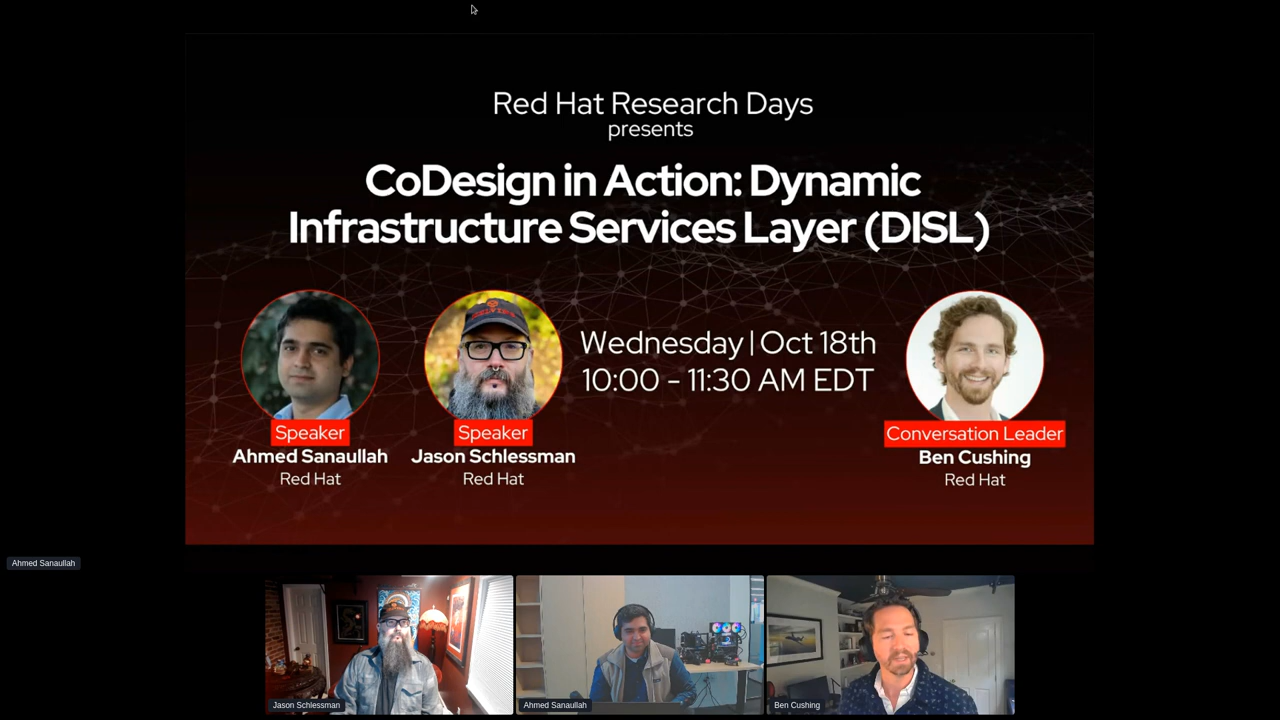 Red Hat Research Days
presents
CoDesign in Action: Dynamic
Infrastructure Services Layer (DISL)
Wednesday | Oct 18th
10:00 - 11:30 AM EDT
Speaker
Ahmed Sanaullah
Red Hat
Speaker
Jason Schlessman
Red Hat
Conversation Leader
Ben Cushing
Red Hat
Ahmed Sanaullah
Jason Schlessman
Ahmed Sanaullah
Ben Cushing